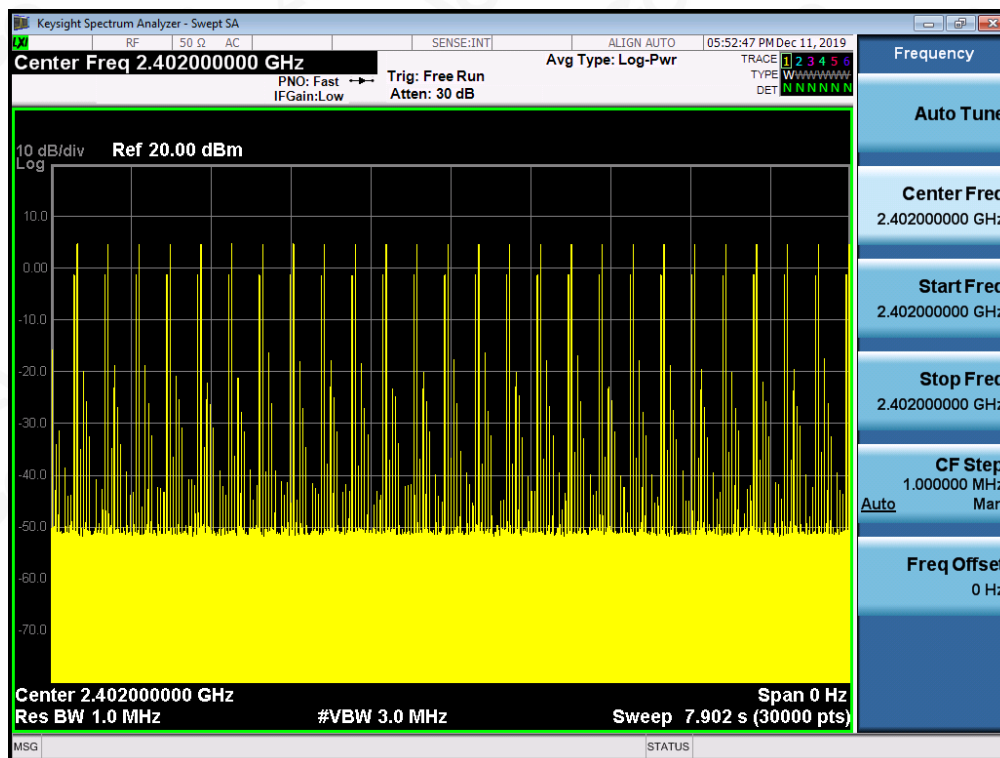 Keysight Spectrum Analyzer - Swept SA
LXI RF 50 Ω AC SENSE:INT ALIGN AUTO 05:52:47 PM Dec 11, 2019
Center Freq 2.402000000 GHz
PNO: Fast
IFGain:Low
Trig: Free Run
Atten: 30 dB
Avg Type: Log-Pwr
TRACE 1 2 3 4 5 6
TYPE WWWWWW
DET N N N N N N
10 dB/div Ref 20.00 dBm
Log
10.0
0.00
-10.0
-20.0
-30.0
-40.0
-50.0
-60.0
-70.0
Center 2.402000000 GHz Span 0 Hz
Res BW 1.0 MHz #VBW 3.0 MHz Sweep 7.902 s (30000 pts)
MSG STATUS
Frequency
Auto Tune
Center Freq
2.402000000 GHz
Start Freq
2.402000000 GHz
Stop Freq
2.402000000 GHz
CF Step
1.000000 MHz
Auto Man
Freq Offset
0 Hz